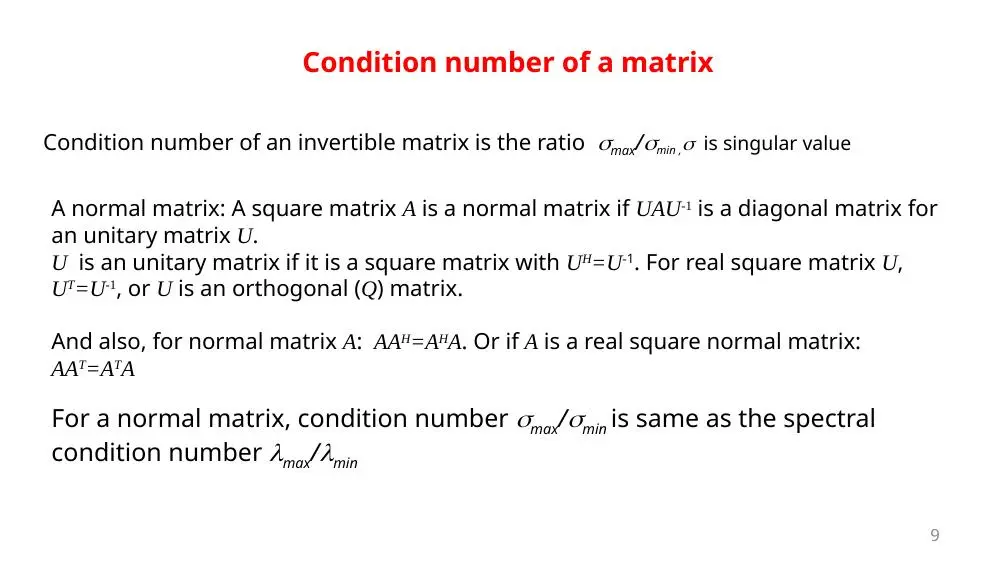 Condition number of a matrix
Condition number of an invertible matrix is the ratio σmax/σmin , σ is singular value
A normal matrix: A square matrix A is a normal matrix if UAU-1 is a diagonal matrix for
an unitary matrix U.
U is an unitary matrix if it is a square matrix with UH=U-1. For real square matrix U,
UT=U-1, or U is an orthogonal (Q) matrix.
And also, for normal matrix A: AAH=AHA. Or if A is a real square normal matrix:
AAT=ATA
For a normal matrix, condition number σmax/σmin is same as the spectral
condition number λmax/λmin
9